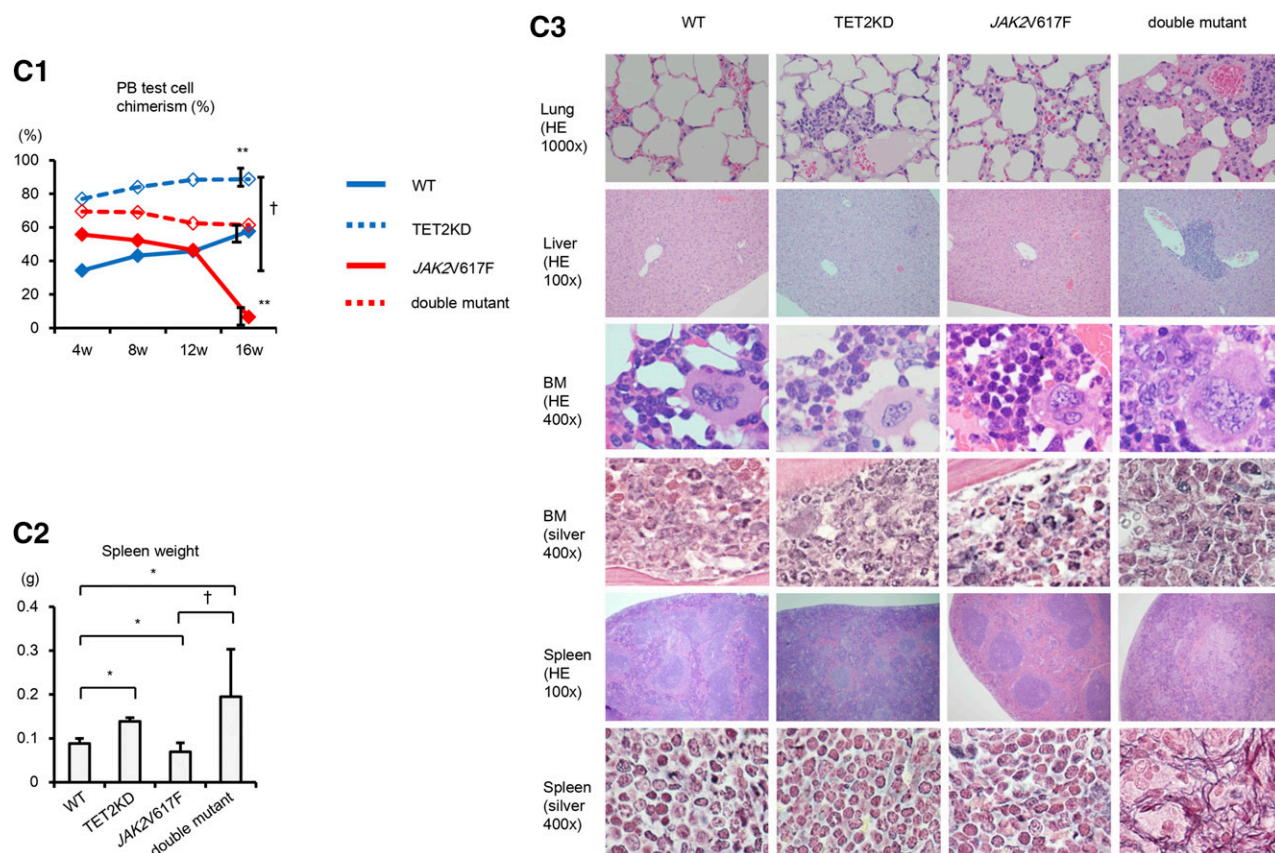 C1
PB test cell
chimerism (%)
(%)
100
80
60
40
20
0
4w 8w 12w 16w
**
†
**
WT
TET2KD
JAK2V617F
double mutant
C2
Spleen weight
(g)
0.4
0.3
0.2
0.1
0
*
†
*
*
WT TET2KD JAK2V617F double mutant
C3
WT TET2KD JAK2V617F double mutant
Lung
(HE
1000x)
Liver
(HE
100x)
BM
(HE
400x)
BM
(silver
400x)
Spleen
(HE
100x)
Spleen
(silver
400x)